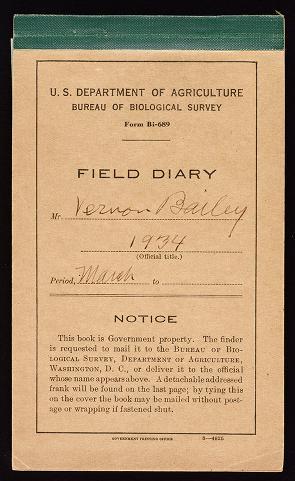 U. S. DEPARTMENT OF AGRICULTURE
BUREAU OF BIOLOGICAL SURVEY
Form Bi-689
FIELD DIARY
Mr. Vernon Bailey
1934
(Official title.)
Period, March to
NOTICE
This book is Government property. The finder
is requested to mail it to the BUREAU OF BIO-
LOGICAL SURVEY, DEPARTMENT OF AGRICULTURE,
WASHINGTON, D. C., or deliver it to the official
whose name appears above. A detachable addressed
frank will be found on the last page; by tying this
on the cover the book may be mailed without post-
age or wrapping if fastened shut.
GOVERNMENT PRINTING OFFICE 8—4625